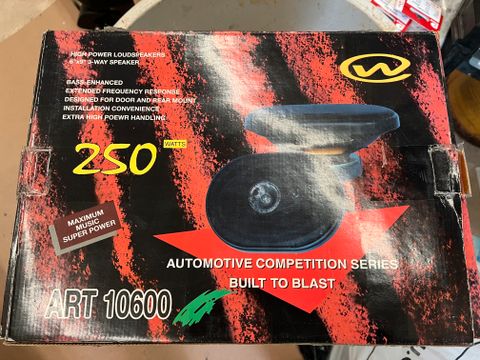 HIGH POWER LOUDSPEAKERS
6"x9" 3-WAY SPEAKER
BASS-ENHANCED
EXTENDED FREQUENCY RESPONSE
DESIGNED FOR DOOR AND REAR MOUNT
INSTALLATION CONVENIENCE
EXTRA HIGH POEWR HANDLING
W
250 WATTS
MAXIMUM
MUSIC
SUPER POWER
AUTOMOTIVE COMPETITION SERIES
BUILT TO BLAST
ART 10600